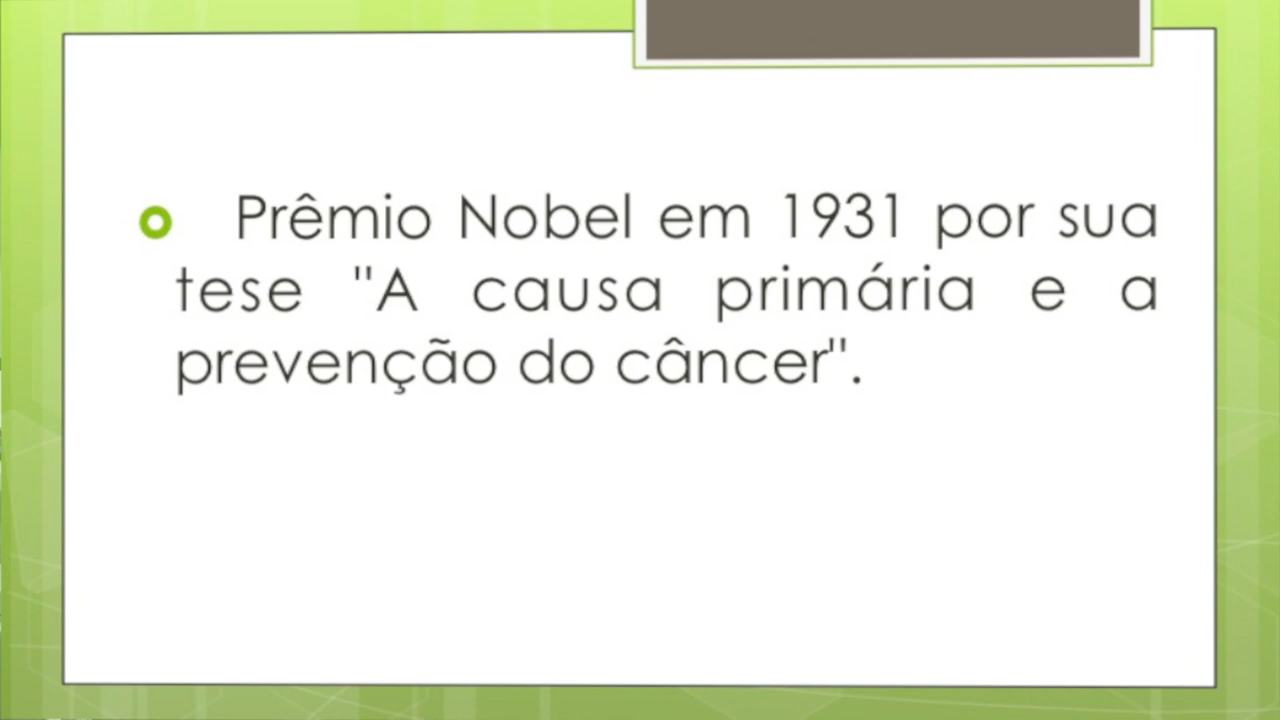 Prêmio Nobel em 1931 por sua
tese "A causa primária e a
prevenção do câncer".